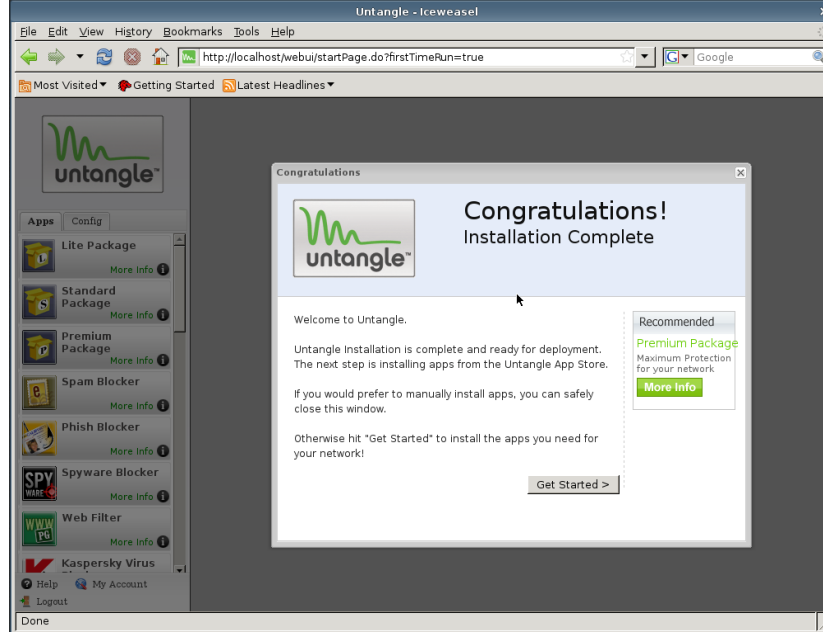 Untangle - Iceweasel
File Edit View History Bookmarks Tools Help
http://localhost/webui/startPage.do?firstTimeRun=true
G Google
Most Visited Getting Started Latest Headlines
untangle™
Apps Config
Lite Package
More Info
Standard
Package
More Info
Premium
Package
More Info
Spam Blocker
More Info
Phish Blocker
More Info
SPY
WARE
Spyware Blocker
More Info
WWW
PG
Web Filter
More Info
Kaspersky Virus
Help My Account
Logout
Congratulations
untangle™
Congratulations!
Installation Complete
Welcome to Untangle.
Untangle Installation is complete and ready for deployment.
The next step is installing apps from the Untangle App Store.
If you would prefer to manually install apps, you can safely
close this window.
Otherwise hit "Get Started" to install the apps you need for
your network!
Get Started >
Recommended
Premium Package
Maximum Protection
for your network
More Info
Done